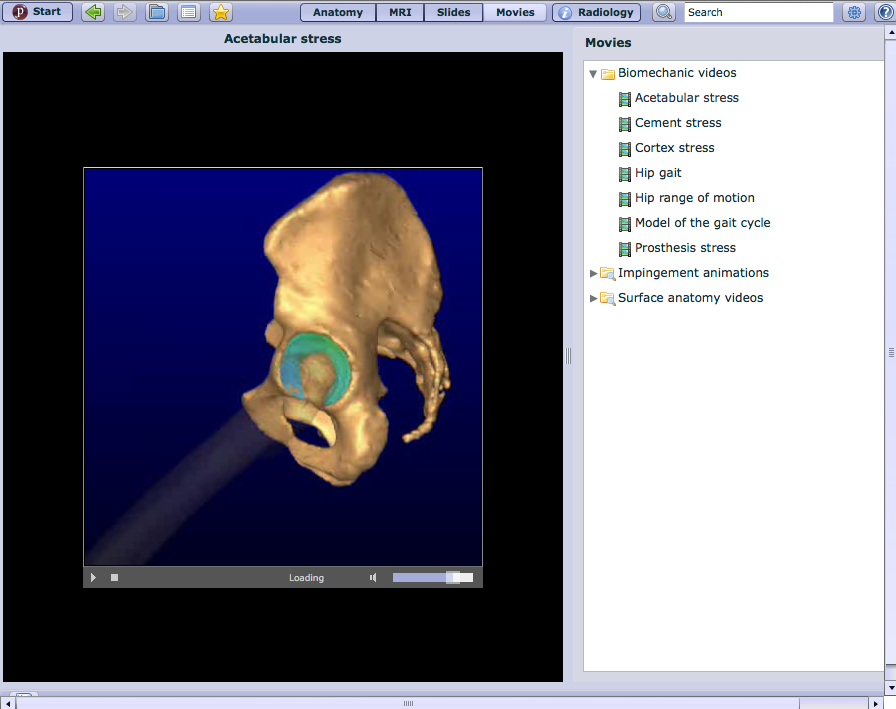 Start
Anatomy
MRI
Slides
Movies
Radiology
Search
Acetabular stress
Movies
Biomechanic videos
Acetabular stress
Cement stress
Cortex stress
Hip gait
Hip range of motion
Model of the gait cycle
Prosthesis stress
Impingement animations
Surface anatomy videos
Loading